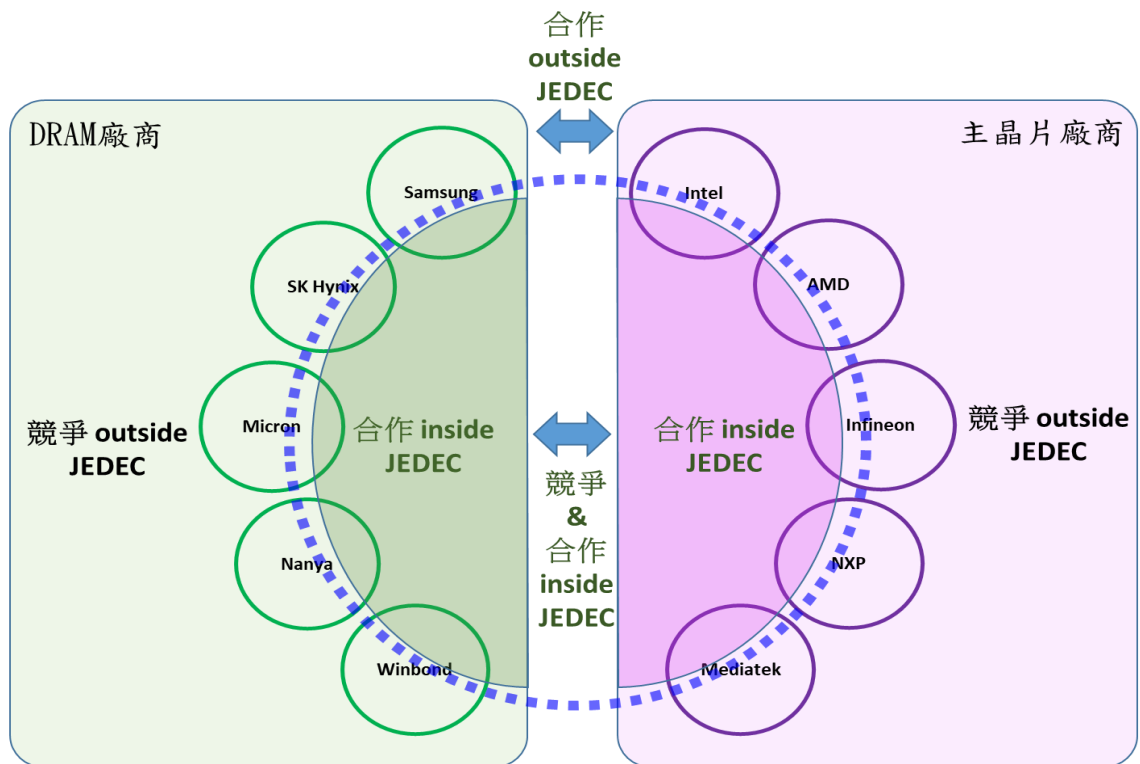 合作
outside
JEDEC
DRAM廠商
主晶片廠商
Samsung
Intel
SK Hynix
AMD
Micron
Infineon
競爭 outside
JEDEC
合作 inside
JEDEC
合作 inside
JEDEC
競爭 outside
JEDEC
競爭
&
合作
inside
JEDEC
Nanya
NXP
Winbond
Mediatek